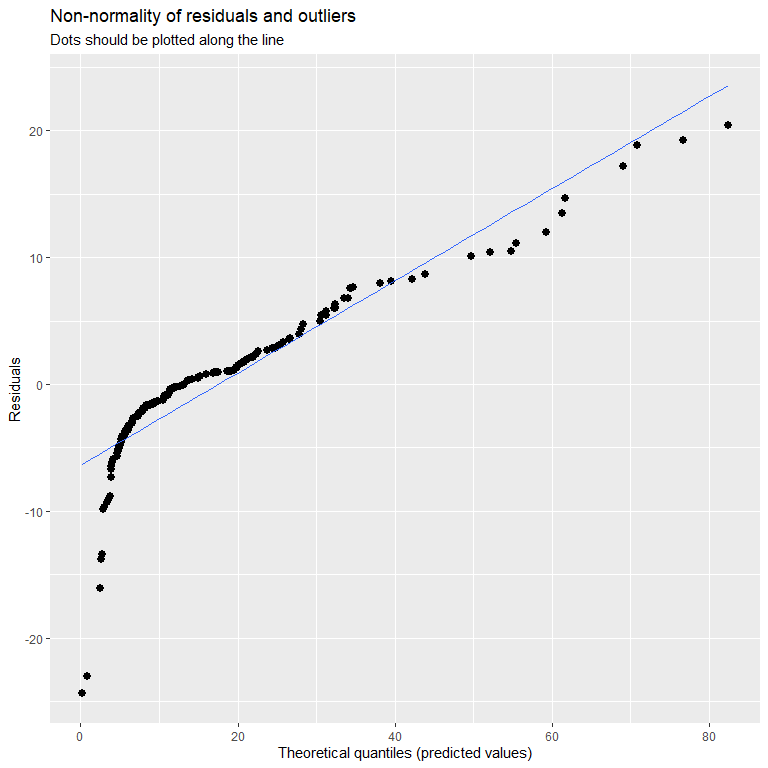 Non-normality of residuals and outliers
Dots should be plotted along the line
20
10
0
-10
-20
Residuals
0 20 40 60 80
Theoretical quantiles (predicted values)